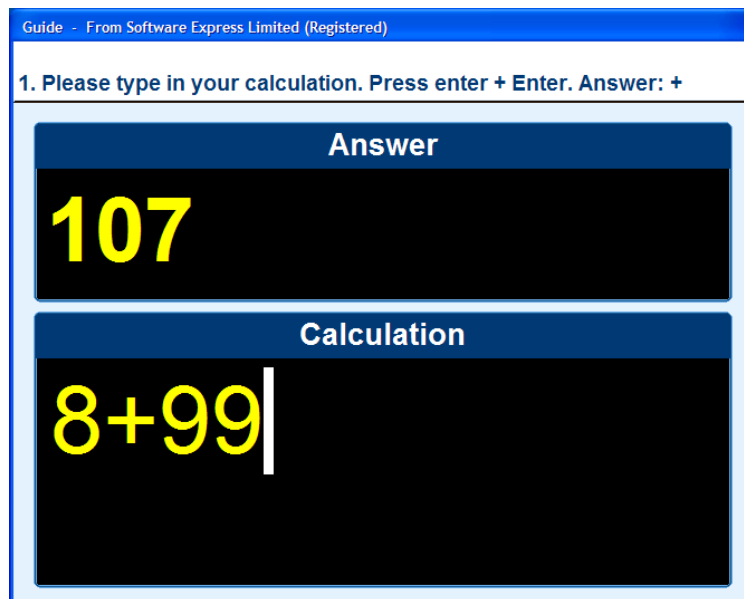 Guide - From Software Express Limited (Registered)
1. Please type in your calculation. Press enter + Enter. Answer: +
Answer
107
Calculation
8+99